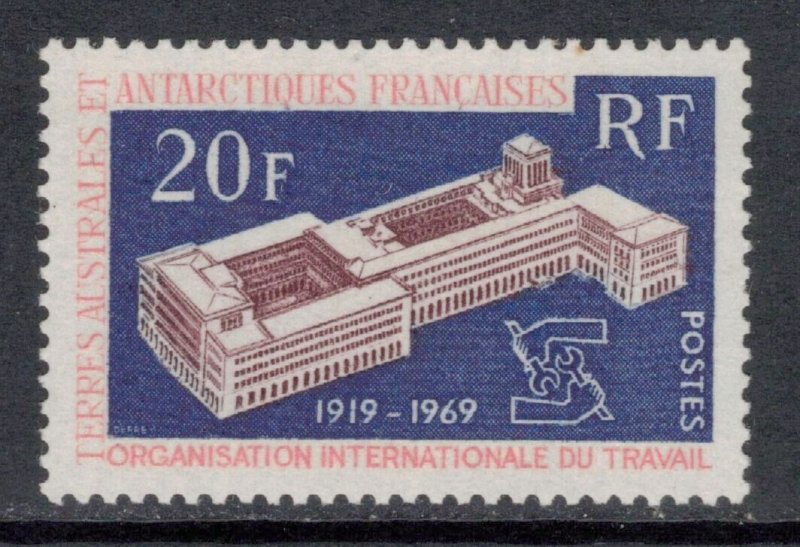 TERRES AUSTRALES ET
ANTARCTIQUES FRANÇAISES
20F
RF
POSTES
1919 - 1969
ORGANISATION INTERNATIONALE DU TRAVAIL